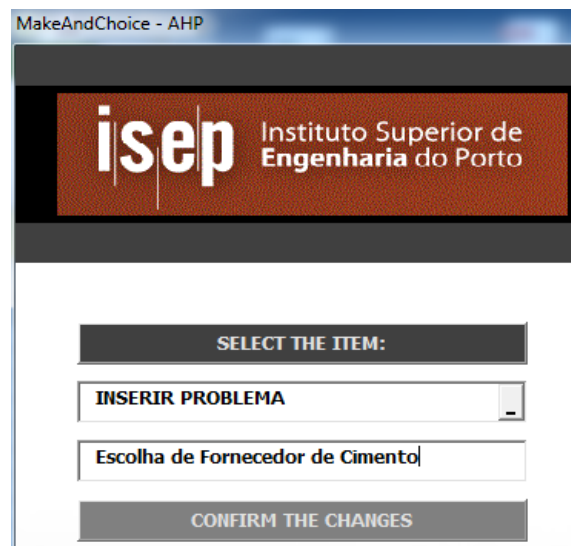 MakeAndChoice - AHP
isep
Instituto Superior de
Engenharia do Porto
SELECT THE ITEM:
INSERIR PROBLEMA
Escolha de Fornecedor de Cimento
CONFIRM THE CHANGES